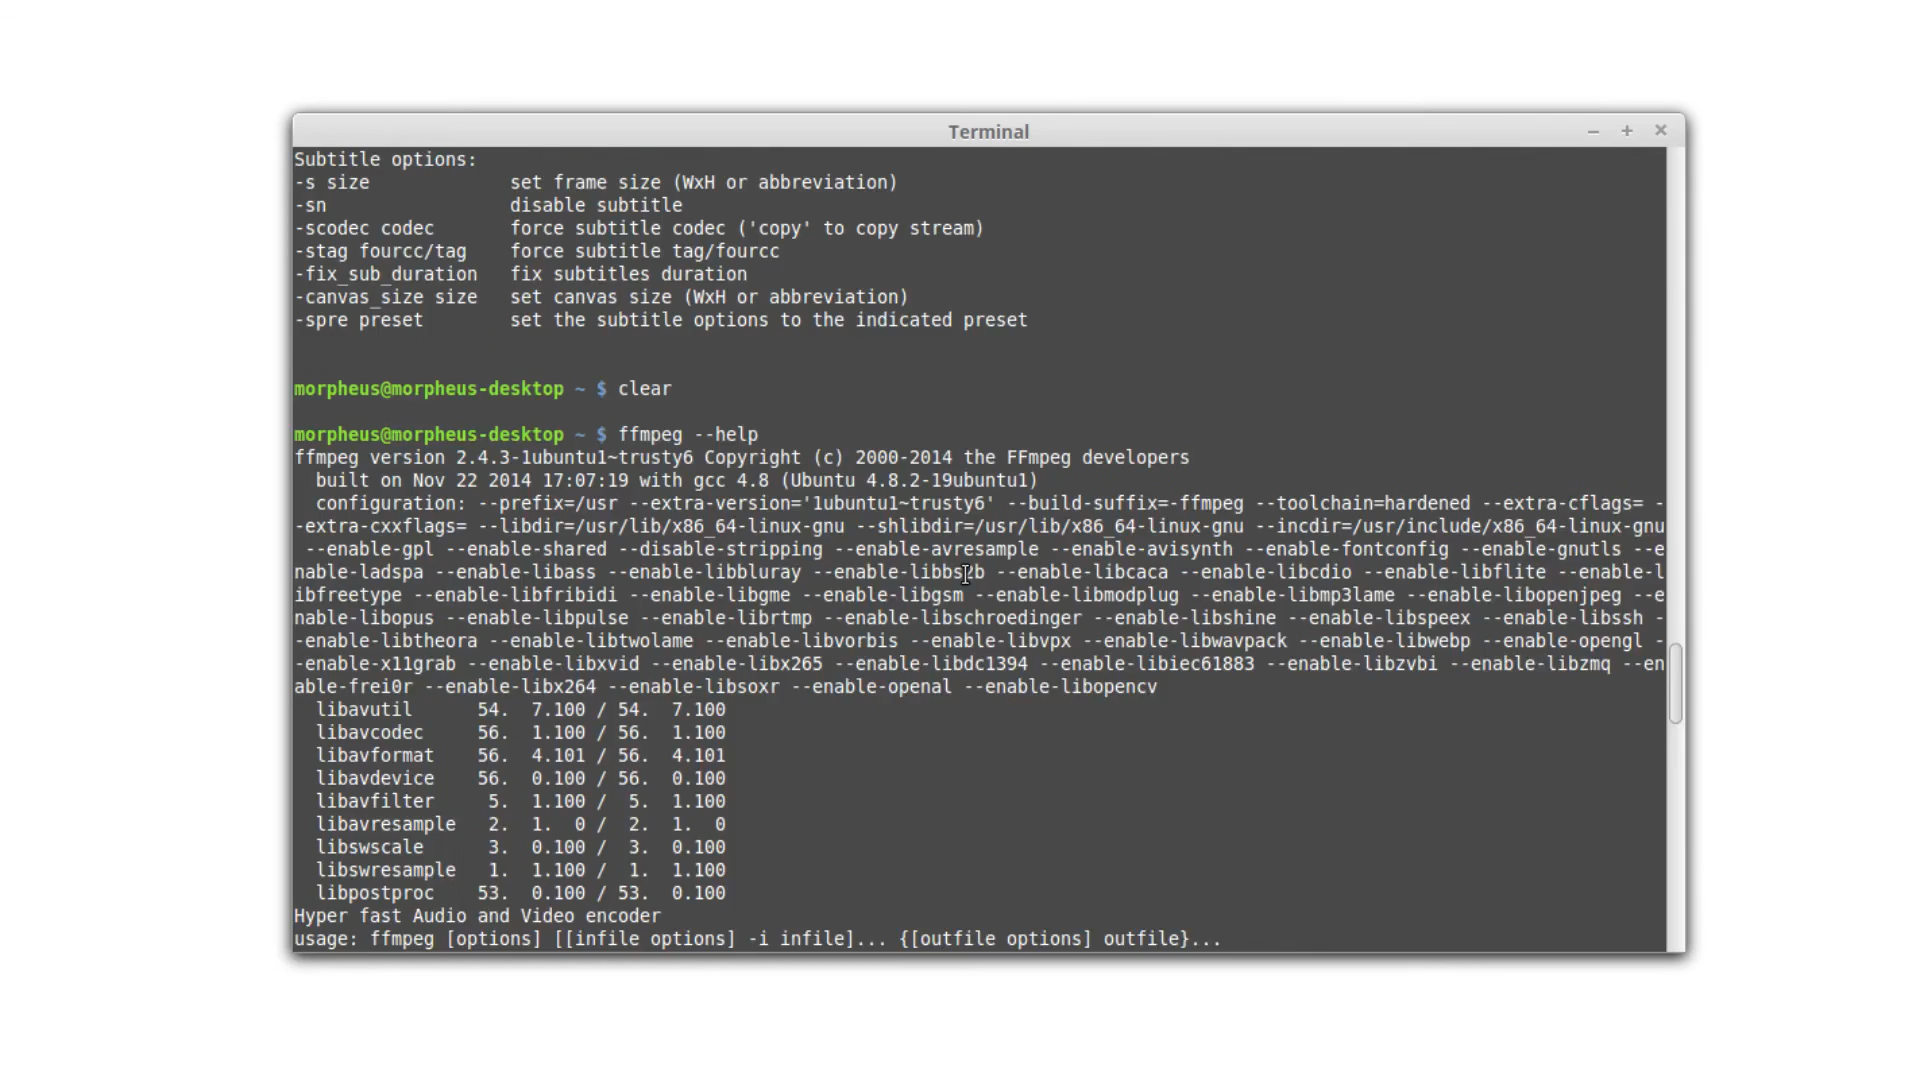 Terminal
Subtitle options:
-s size             set frame size (WxH or abbreviation)
-sn                 disable subtitle
-scodec codec       force subtitle codec ('copy' to copy stream)
-stag fourcc/tag    force subtitle tag/fourcc
-fix_sub_duration   fix subtitles duration
-canvas_size size   set canvas size (WxH or abbreviation)
-spre preset        set the subtitle options to the indicated preset
morpheus@morpheus-desktop ~ $ clear
morpheus@morpheus-desktop ~ $ ffmpeg --help
ffmpeg version 2.4.3-1ubuntu1~trusty6 Copyright (c) 2000-2014 the FFmpeg developers
  built on Nov 22 2014 17:07:19 with gcc 4.8 (Ubuntu 4.8.2-19ubuntu1)
  configuration: --prefix=/usr --extra-version='1ubuntu1~trusty6' --build-suffix=-ffmpeg --toolchain=hardened --extra-cflags= -
-extra-cxxflags= --libdir=/usr/lib/x86_64-linux-gnu --shlibdir=/usr/lib/x86_64-linux-gnu --incdir=/usr/include/x86_64-linux-gnu
 --enable-gpl --enable-shared --disable-stripping --enable-avresample --enable-avisynth --enable-fontconfig --enable-gnutls --e
nable-ladspa --enable-libass --enable-libbluray --enable-libcaca --enable-libcdio --enable-libflite --enable-l
ibfreetype --enable-libfribidi --enable-libgme --enable-libgsm --enable-libmodplug --enable-libmp3lame --enable-libopenjpeg --e
nable-libopus --enable-libpulse --enable-librtmp --enable-libschroedinger --enable-libshine --enable-libspeex --enable-libssh -
-enable-libtheora --enable-libtwolame --enable-libvorbis --enable-libvpx --enable-libwavpack --enable-libwebp --enable-opengl -
-enable-x11grab --enable-libxvid --enable-libx265 --enable-libdc1394 --enable-libiec61883 --enable-libzvbi --enable-libzmq --en
able-frei0r --enable-libx264 --enable-libsoxr --enable-openal --enable-libopencv
  libavutil      54.  7.100 / 54.  7.100
  libavcodec     56.  1.100 / 56.  1.100
  libavformat    56.  4.101 / 56.  4.101
  libavdevice    56.  0.100 / 56.  0.100
  libavfilter     5.  1.100 /  5.  1.100
  libavresample   2.  1.  0 /  2.  1.  0
  libswscale      3.  0.100 /  3.  0.100
  libswresample   1.  1.100 /  1.  1.100
  libpostproc    53.  0.100 / 53.  0.100
Hyper fast Audio and Video encoder
usage: ffmpeg [options] [[infile options] -i infile]... {[outfile options] outfile}...